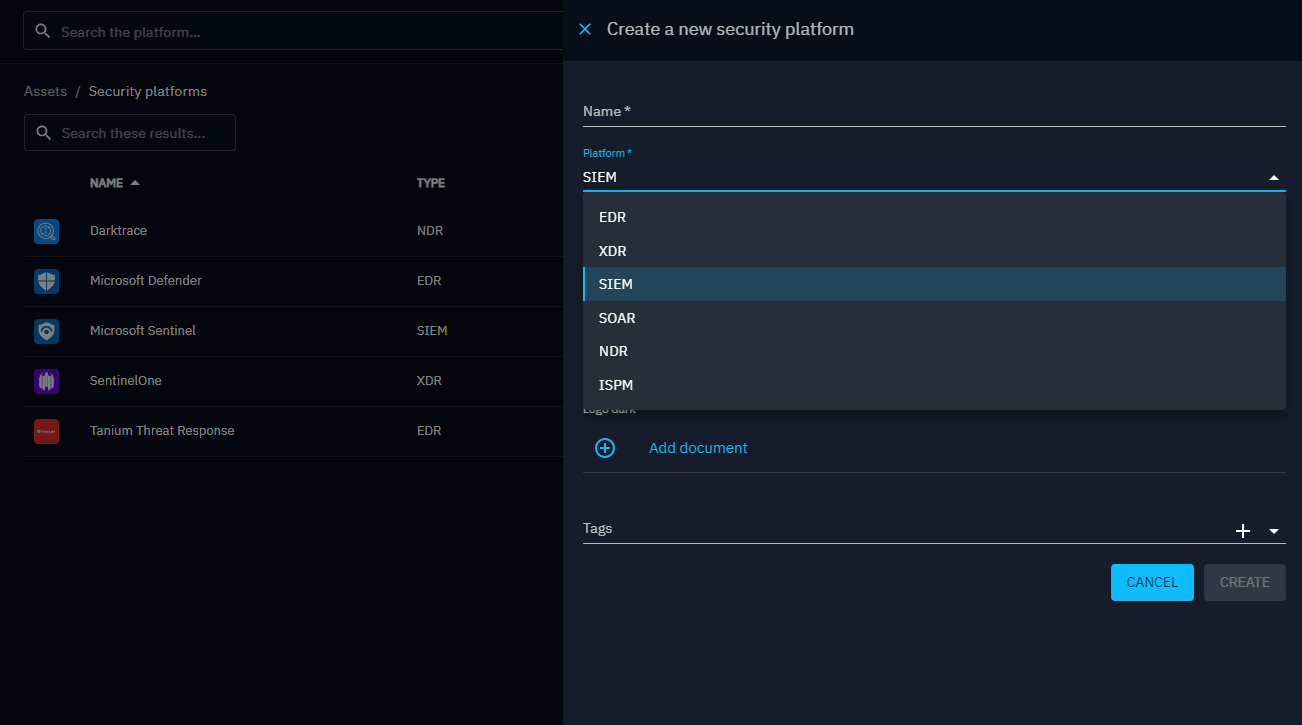 Search the platform...
Create a new security platform
Assets / Security platforms
Search these results...
NAME TYPE
Darktrace NDR
Microsoft Defender EDR
Microsoft Sentinel SIEM
SentinelOne XDR
Tanium Threat Response EDR
Name *
Platform *
SIEM
EDR
XDR
SIEM
SOAR
NDR
ISPM
Logo dark
Add document
Tags
CANCEL CREATE